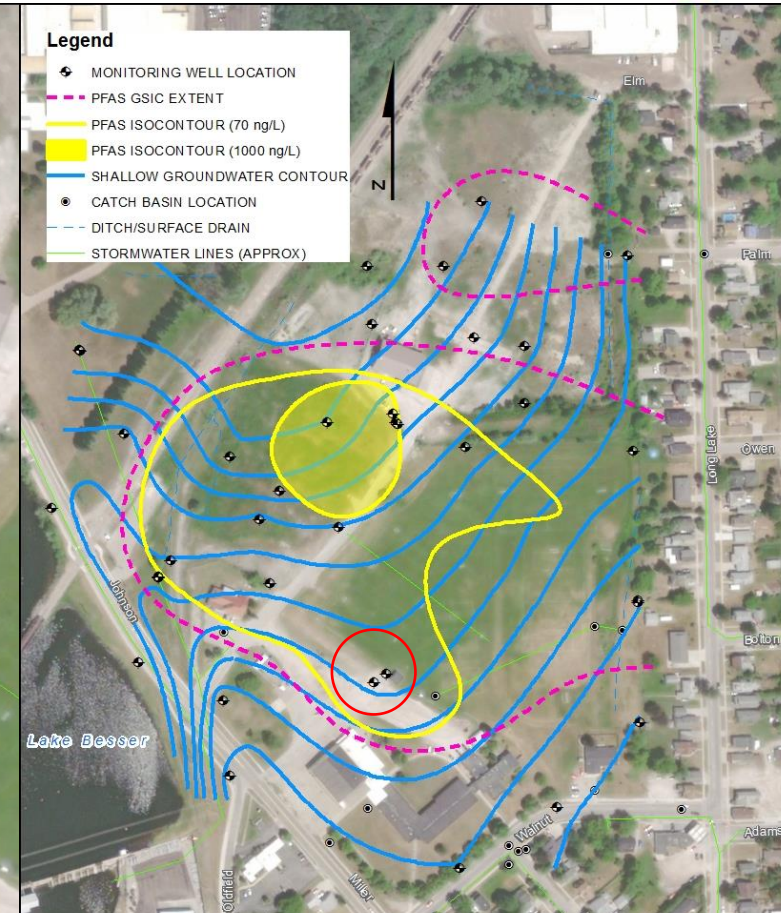 Legend
MONITORING WELL LOCATION
PFAS GSIC EXTENT
PFAS ISOCONTOUR (70 ng/L)
PFAS ISOCONTOUR (1000 ng/L)
SHALLOW GROUNDWATER CONTOUR
CATCH BASIN LOCATION
DITCH/SURFACE DRAIN
STORMWATER LINES (APPROX)
N
Elm
Palm
Long Lake
Owen
Johnson
Bolton
Lake Besser
Walnut
Adams
Oldfield
Miller